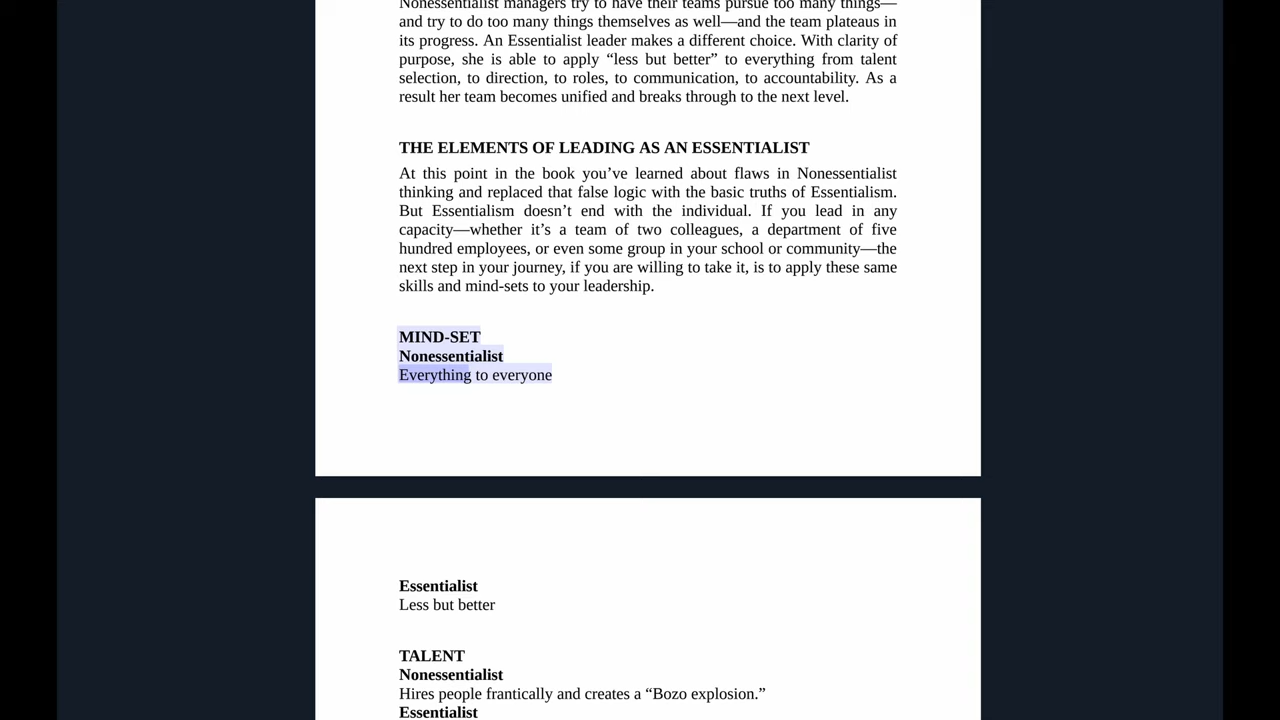 Nonessentialist managers try to have their teams pursue too many things—
and try to do too many things themselves as well—and the team plateaus in
its progress. An Essentialist leader makes a different choice. With clarity of
purpose, she is able to apply “less but better” to everything from talent
selection, to direction, to roles, to communication, to accountability. As a
result her team becomes unified and breaks through to the next level.
THE ELEMENTS OF LEADING AS AN ESSENTIALIST
At this point in the book you’ve learned about flaws in Nonessentialist
thinking and replaced that false logic with the basic truths of Essentialism.
But Essentialism doesn’t end with the individual. If you lead in any
capacity—whether it’s a team of two colleagues, a department of five
hundred employees, or even some group in your school or community—the
next step in your journey, if you are willing to take it, is to apply these same
skills and mind-sets to your leadership.
MIND-SET
Nonessentialist
Everything to everyone
Essentialist
Less but better
TALENT
Nonessentialist
Hires people frantically and creates a “Bozo explosion.”
Essentialist